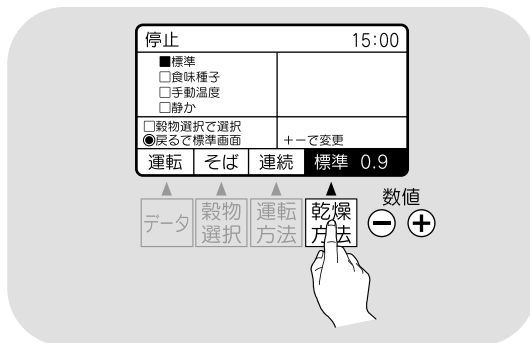 停止 15:00
■標準
□食味種子
□手動温度
□静か
□穀物選択で選択
◉戻るで標準画面 +−で変更
運転 そば 連続 標準 0.9
データ 穀物選択 運転方法 乾燥方法 数値
− +